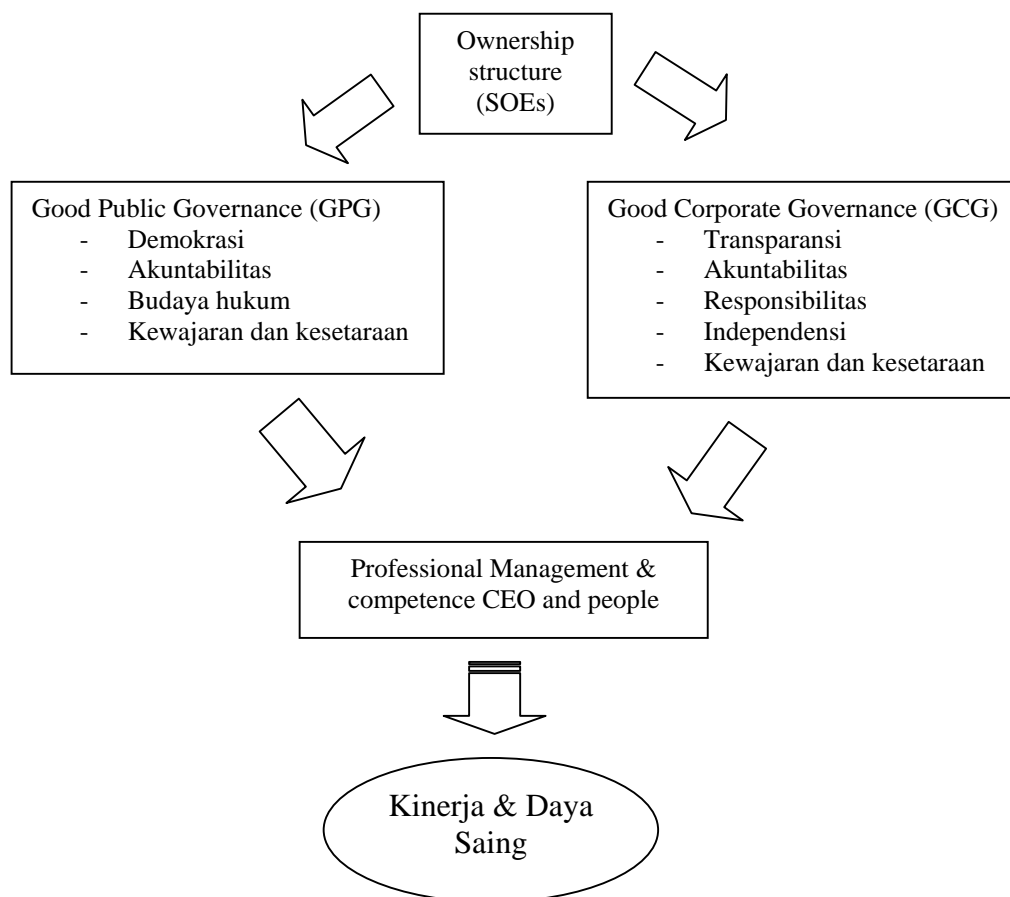 Ownership
structure
(SOEs)
Good Public Governance (GPG)
- Demokrasi
- Akuntabilitas
- Budaya hukum
- Kewajaran dan kesetaraan
Good Corporate Governance (GCG)
- Transparansi
- Akuntabilitas
- Responsibilitas
- Independensi
- Kewajaran dan kesetaraan
Professional Management &
competence CEO and people
Kinerja & Daya
Saing